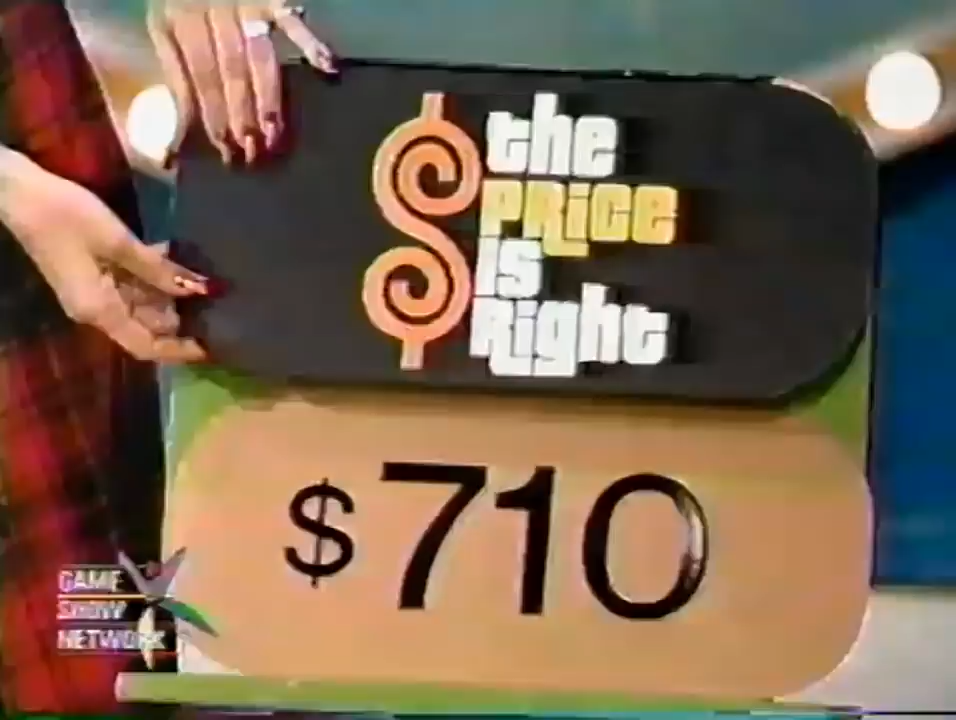 the
PRiCE
is
Right
$710
GAME
SHOW
NETWORK